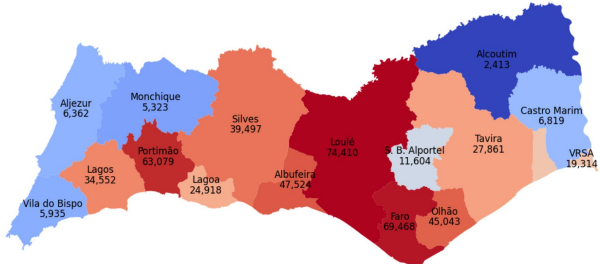 Alcoutim
2,413
Aljezur
6,362
Monchique
5,323
Castro Marim
6,819
Silves
39,497
Loulé
74,410
S. B. Alportel
11,604
Tavira
27,861
Portimão
63,079
VRSA
19,314
Lagos
34,552
Lagoa
24,918
Albufeira
47,524
Vila do Bispo
5,935
Faro
69,468
Olhão
45,043